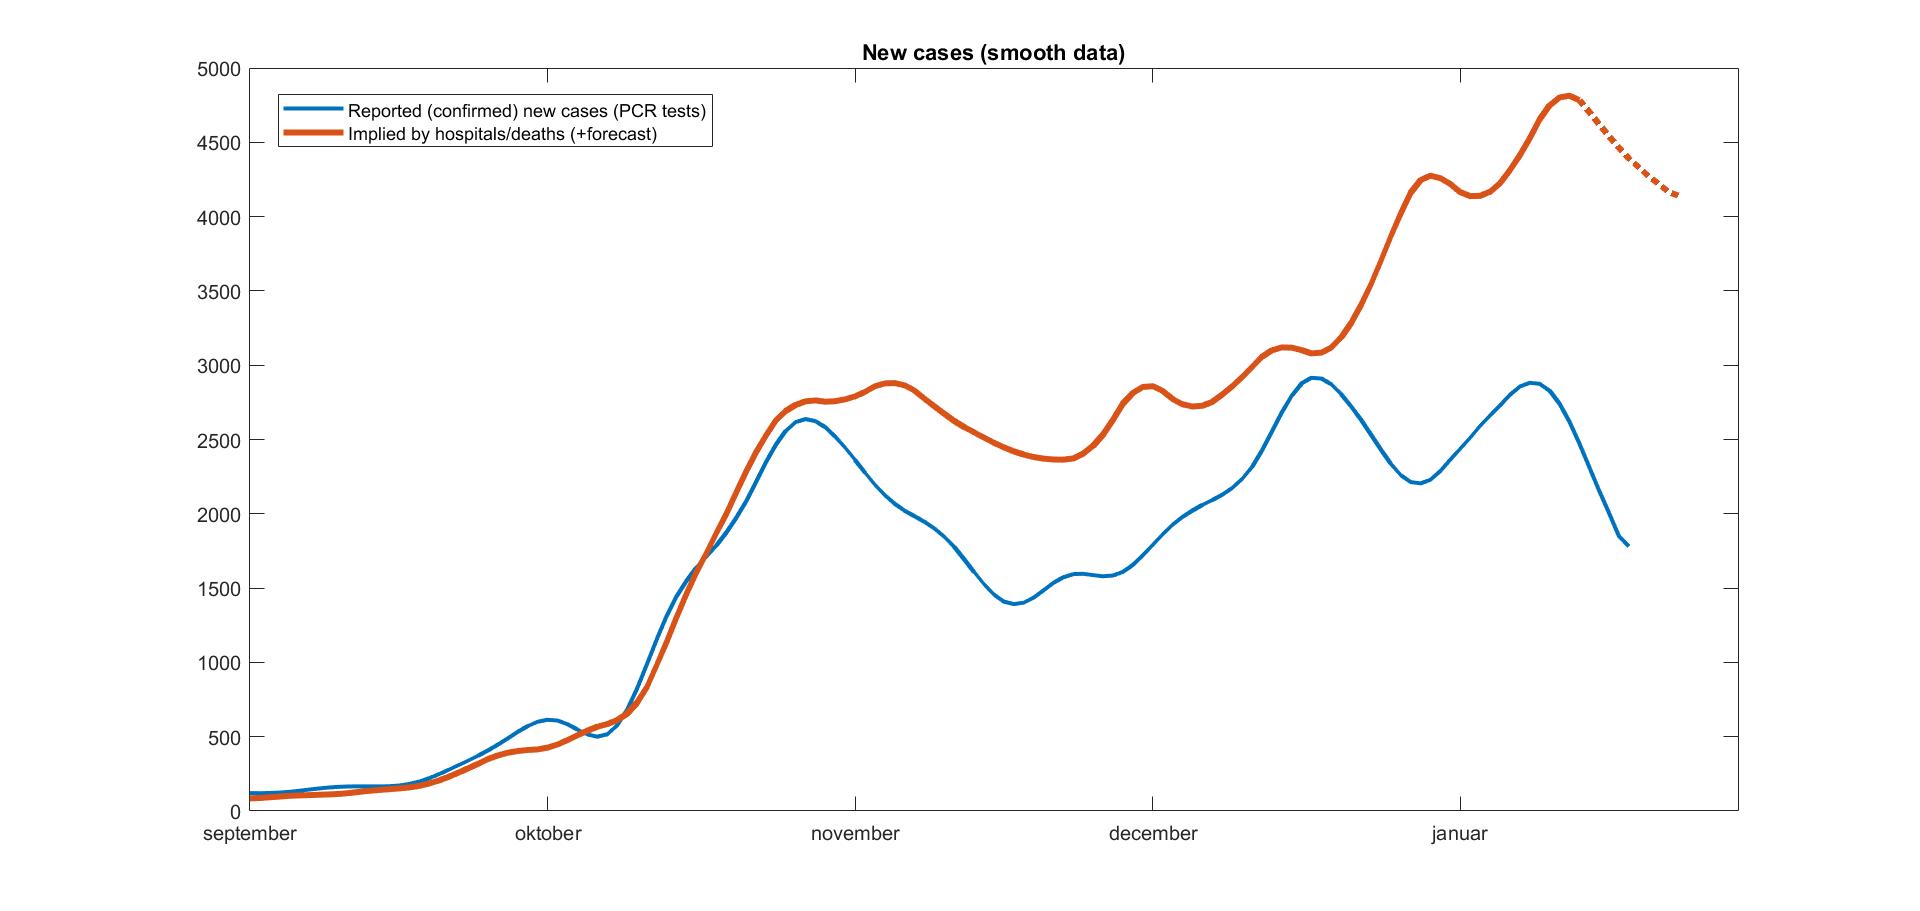 New cases (smooth data)
5000
4500
4000
3500
3000
2500
2000
1500
1000
500
0
Reported (confirmed) new cases (PCR tests)
Implied by hospitals/deaths (+forecast)
september oktober november december januar